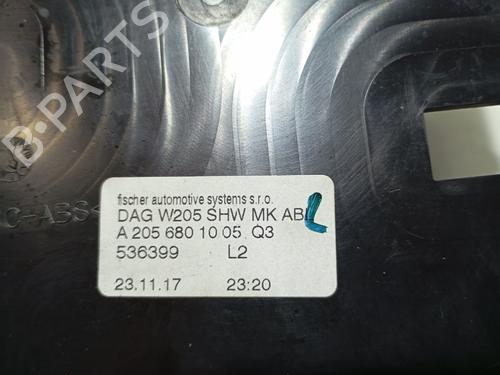 B-PARTS
C-ABS<
fischer automotive systems s.r.o.
DAG W205 SHW MK AB
L
A 205 680 10 05 Q3
536399 L2
23.11.17 23:20